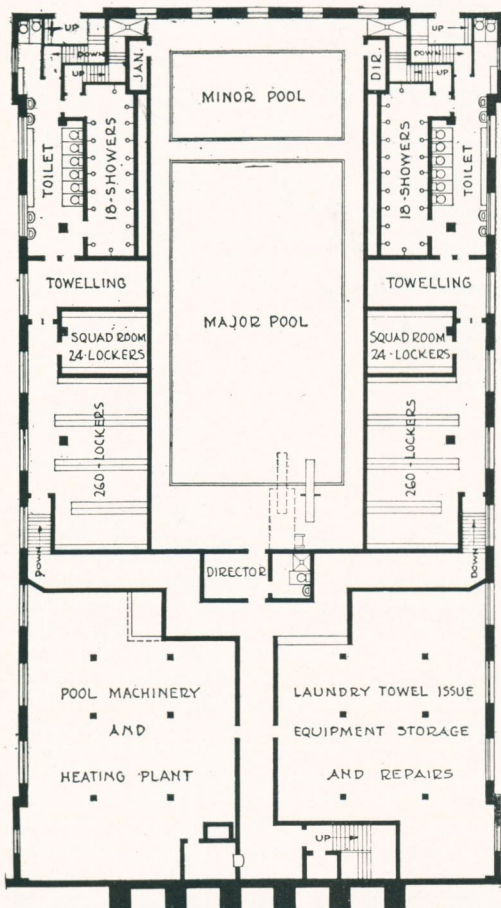 UP
UP
DOWN
DOWN
UP
UP
JAN.
DIR.
MINOR POOL
TOILET
18-SHOWERS
18-SHOWERS
TOILET
TOWELLING
TOWELLING
MAJOR POOL
SQUAD ROOM
24-LOCKERS
SQUAD ROOM
24-LOCKERS
260-LOCKERS
260-LOCKERS
DOWN
DOWN
DIRECTOR
POOL MACHINERY
AND
HEATING PLANT
LAUNDRY TOWEL ISSUE
EQUIPMENT STORAGE
AND REPAIRS
UP